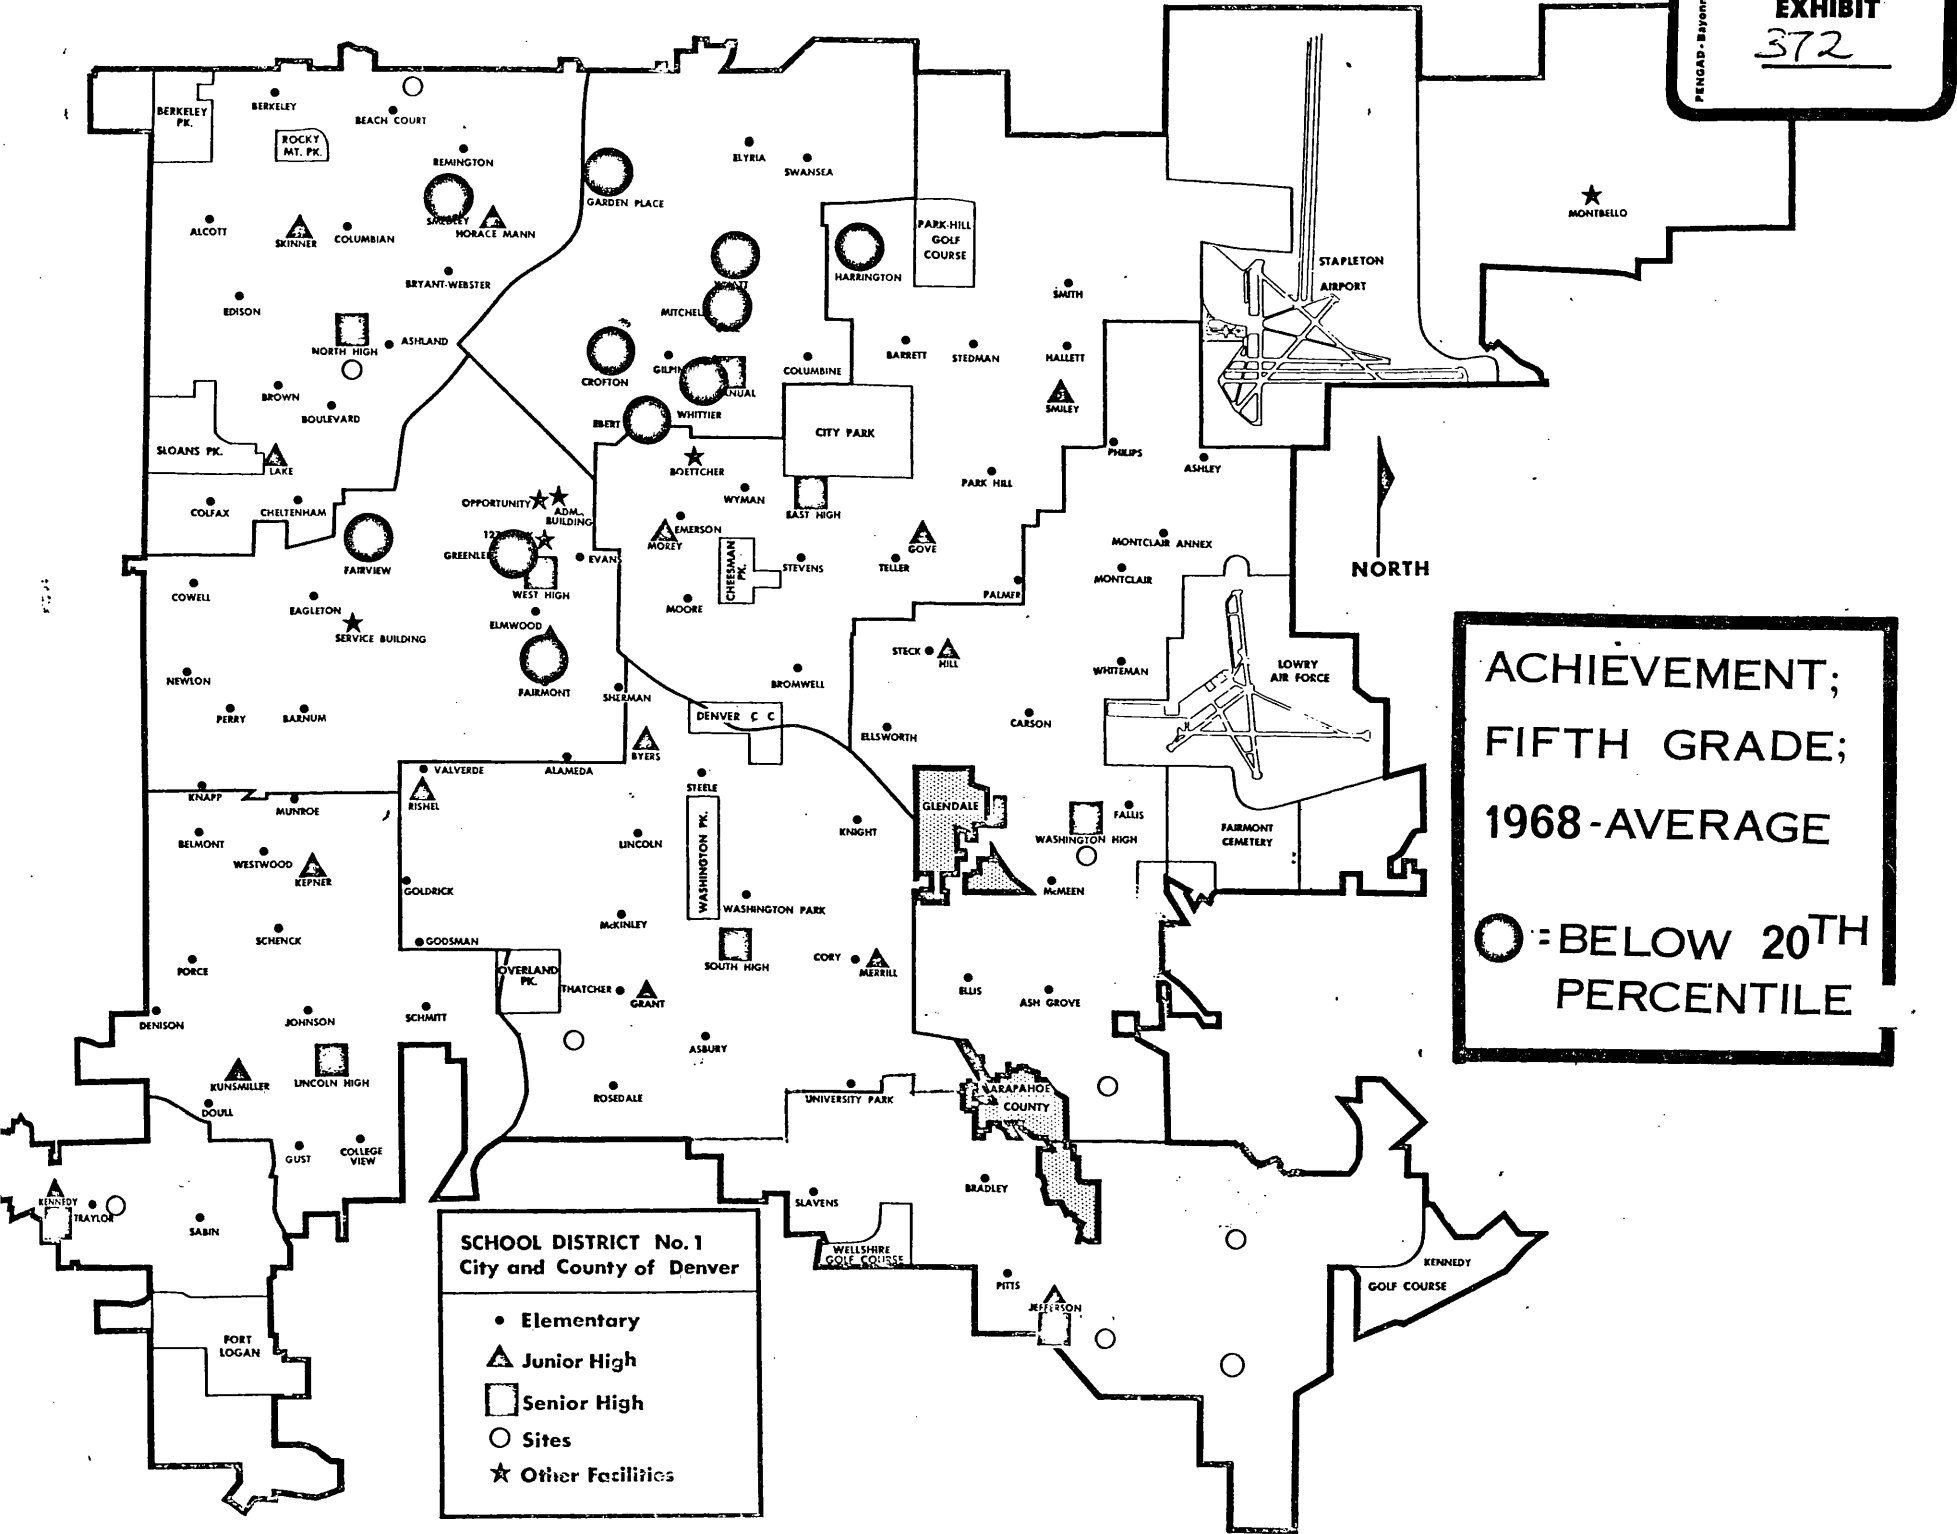 PENGAD-Bayonn
EXHIBIT
372
BERKELEY
PK.
BERKELEY
BEACH COURT
ROCKY
MT. PK.
REMINGTON
ELYRIA
SWANSEA
GARDEN PLACE
SMEDLEY
HORACE MANN
ALCOTT
SKINNER
COLUMBIAN
MONTBELLO
PARK-HILL
GOLF
COURSE
HARRINGTON
STAPLETON
AIRPORT
BRYANT-WEBSTER
SMITH
EDISON
MITCHEL
NORTH HIGH
ASHLAND
CROFTON
GILPIN
COLUMBINE
BARRETT
STEDMAN
HALLETT
BROWN
BOULEVARD
WHITTIER
ANUAL
SMILEY
EBERT
CITY PARK
SLOANS PK.
LAKE
BOETTCHER
PHILIPS
ASHLEY
COLFAX
CHELTENHAM
OPPORTUNITY
ADM.
BUILDING
WYMAN
EAST HIGH
PARK HILL
EMERSON
MOREY
GOVE
MONTCLAIR ANNEX
FAIRVIEW
GREENLEE
EVANS
CHEESMAN
PK.
STEVENS
TELLER
MONTCLAIR
NORTH
COWELL
EAGLETON
WEST HIGH
MOORE
PALMER
SERVICE BUILDING
ELMWOOD
STECK
HILL
WHITEMAN
LOWRY
AIR FORCE
NEWLON
FAIRMONT
SHERMAN
BROMWELL
PERRY
BARNUM
DENVER C C
CARSON
ELLSWORTH
BYERS
VALVERDE
ALAMEDA
STEELE
KNAPP
MUNROE
RISHEL
GLENDALE
FALLIS
WASHINGTON HIGH
FAIRMONT
CEMETERY
BELMONT
WESTWOOD
KEPNER
LINCOLN
WASHINGTON PK.
KNIGHT
GOLDRICK
McMEEN
WASHINGTON PARK
McKINLEY
SCHENCK
GODSMAN
SOUTH HIGH
CORY
MERRILL
FORCE
OVERLAND
PK.
THATCHER
GRANT
ELLIS
ASH GROVE
DENISON
JOHNSON
SCHMITT
ASBURY
KUNSMILLER
LINCOLN HIGH
ROSEDALE
UNIVERSITY PARK
ARAPAHOE
COUNTY
DOULL
GUST
COLLEGE
VIEW
KENNEDY
TRAYLOR
SABIN
SLAVENS
BRADLEY
WELLSHIRE
GOLF COURSE
PITTS
JEFFERSON
KENNEDY
GOLF COURSE
FORT
LOGAN
ACHIEVEMENT;
FIFTH GRADE;
1968-AVERAGE
=BELOW 20TH
PERCENTILE
SCHOOL DISTRICT No. 1
City and County of Denver
Elementary
Junior High
Senior High
Sites
Other Facilities